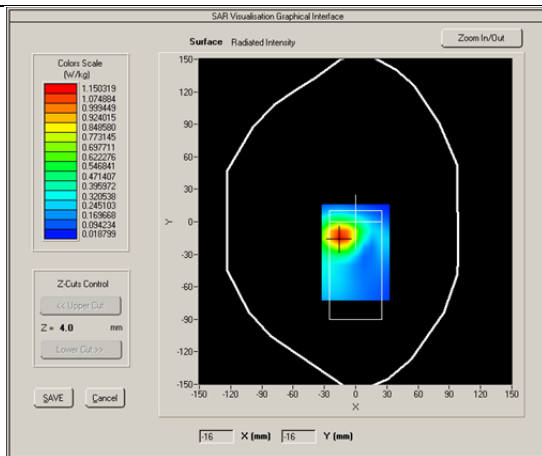 SAR Visualisation Graphical Interface
Surface Radiated Intensity
Zoom In/Out
Colors Scale
(W/kg)
1.150319
1.074884
0.999449
0.924015
0.848580
0.773145
0.697711
0.622276
0.546841
0.471407
0.395972
0.320538
0.245103
0.169668
0.094234
0.018799
Z-Cuts Control
<< Upper Cut
Z = 4.0 mm
Lower Cut >>
SAVE Cancel
150
120
90
60
30
0
-30
-60
-90
-120
-150
Y
-150 -120 -90 -60 -30 0 30 60 90 120 150
X
-16 X (mm) -16 Y (mm)